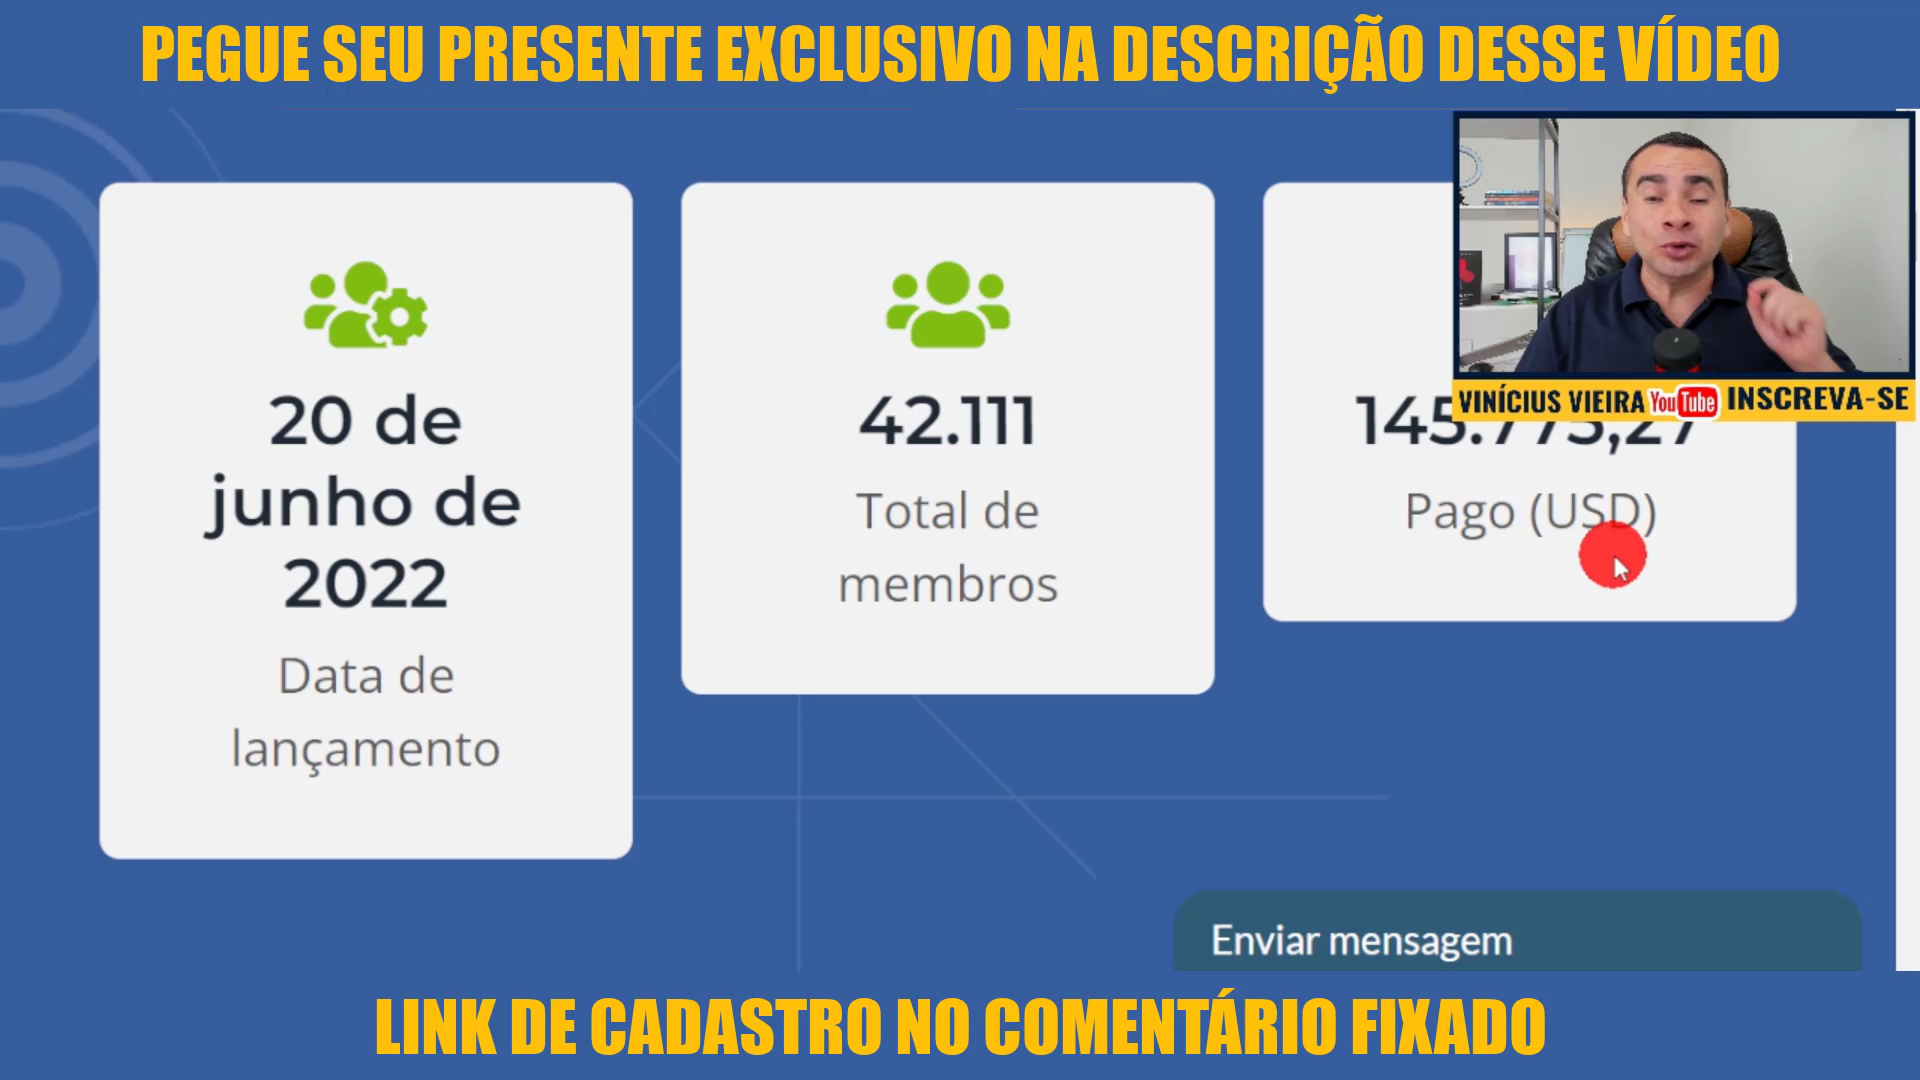 PEGUE SEU PRESENTE EXCLUSIVO NA DESCRIÇÃO DESSE VÍDEO
VINÍCIUS VIEIRA YouTube INSCREVA-SE
20 de
junho de
2022
Data de
lançamento
42.111
Total de
membros
Pago (USD)
Enviar mensagem
LINK DE CADASTRO NO COMENTÁRIO FIXADO